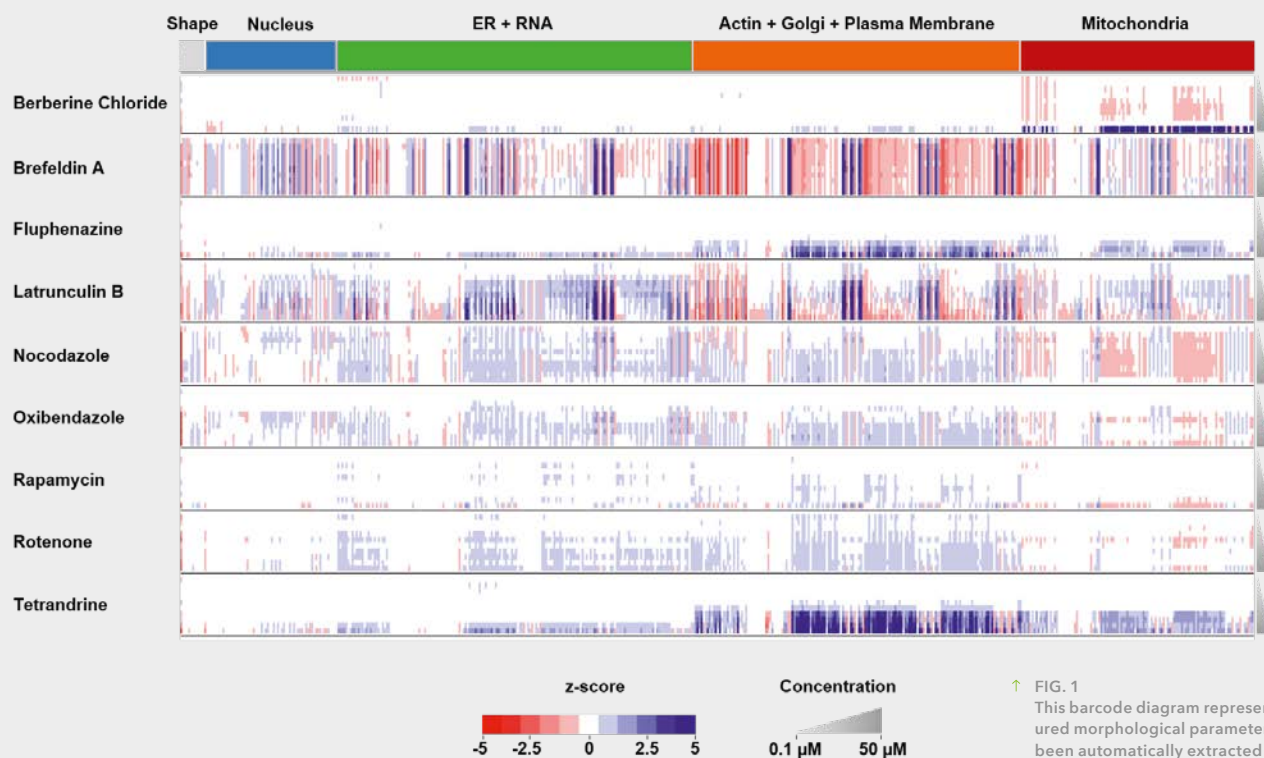 Shape Nucleus ER + RNA Actin + Golgi + Plasma Membrane Mitochondria
Berberine Chloride
Brefeldin A
Fluphenazine
Latrunculin B
Nocodazole
Oxibendazole
Rapamycin
Rotenone
Tetrandrine
z-score
-5 -2.5 0 2.5 5
Concentration
0.1 µM 50 µM
↑ FIG. 1
This barcode diagram represen
ured morphological paramete
been automatically extracted